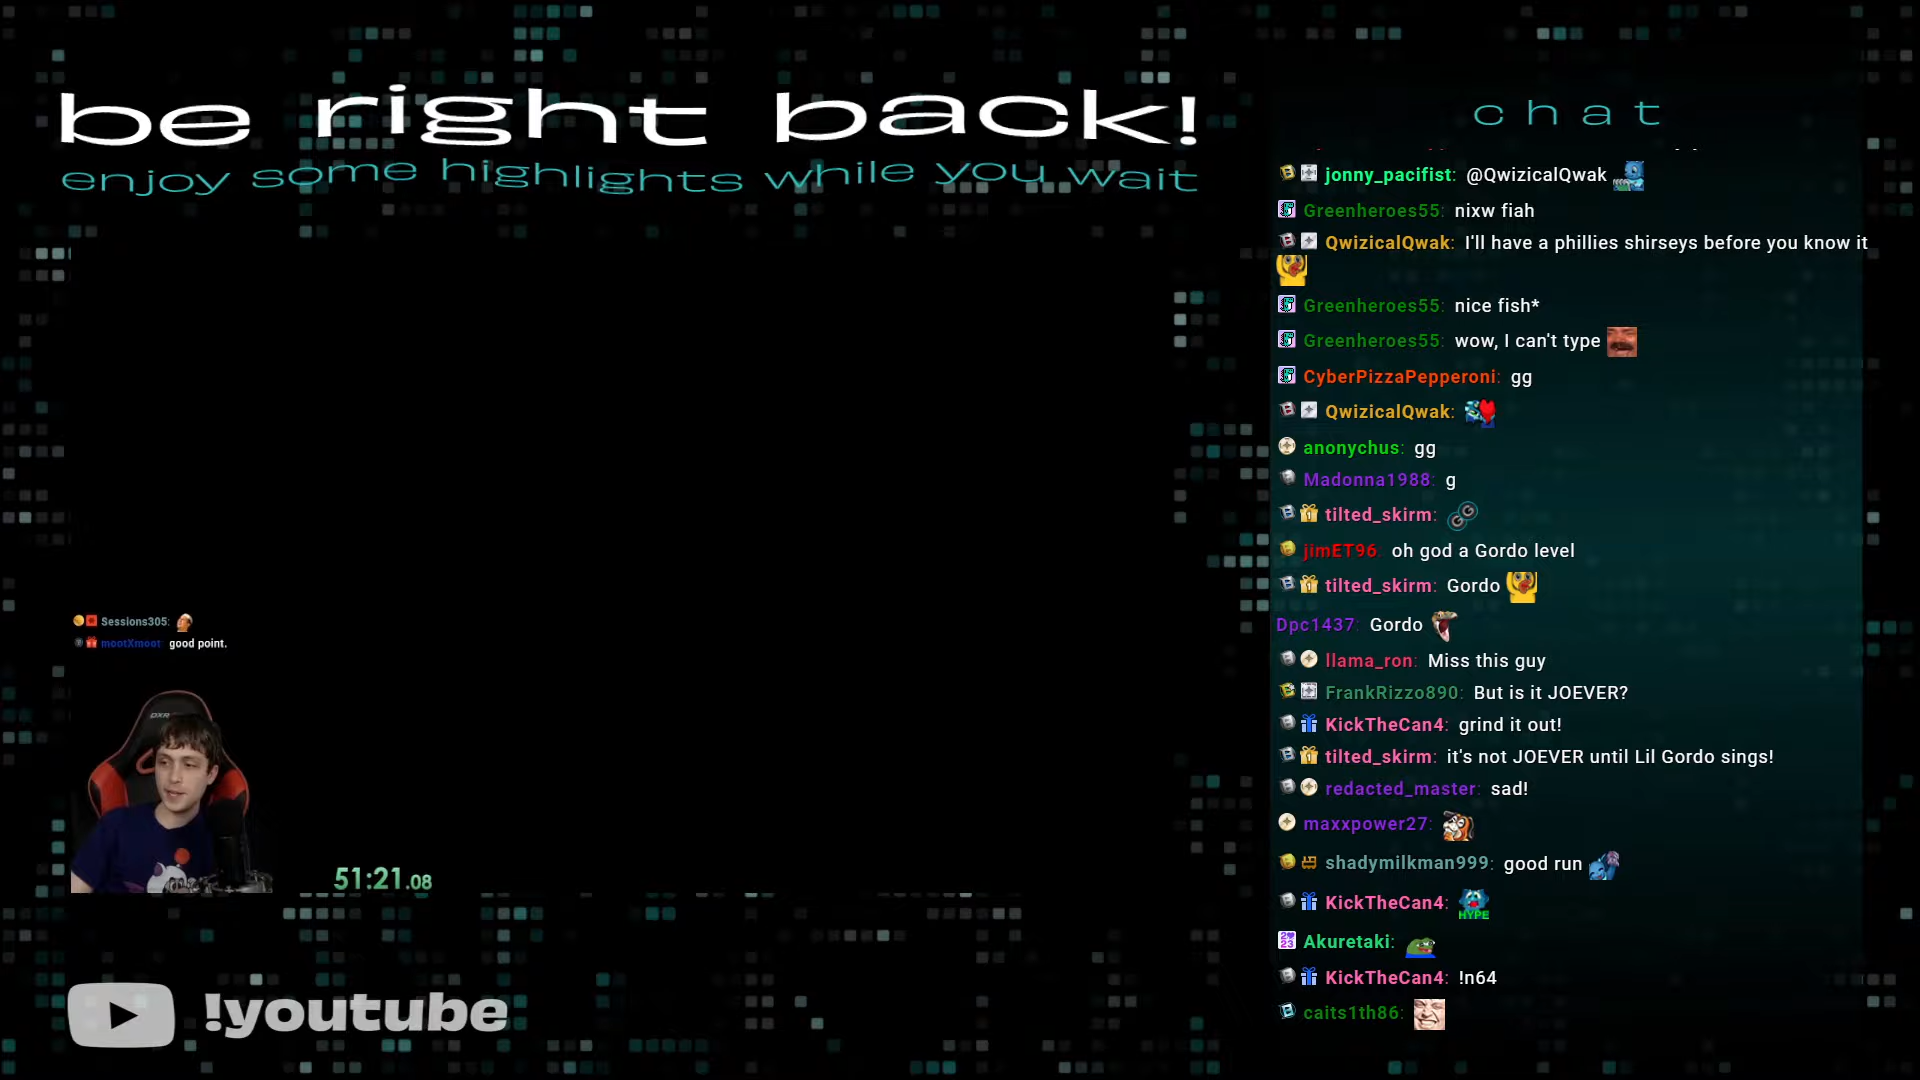 be right back!
enjoy some highlights while you wait
chat
jonny_pacifist: @QwizicalQwak
Greenheroes55: nixw fiah
QwizicalQwak: I'll have a phillies shirseys before you know it
Greenheroes55: nice fish*
Greenheroes55: wow, I can't type
CyberPizzaPepperoni: gg
QwizicalQwak:
anonychus: gg
Madonna1988: g
tilted_skirm: GG
jimET96: oh god a Gordo level
tilted_skirm: Gordo
Dpc1437: Gordo
llama_ron: Miss this guy
FrankRizzo890: But is it JOEVER?
KickTheCan4: grind it out!
tilted_skirm: it's not JOEVER until Lil Gordo sings!
redacted_master: sad!
maxxpower27:
shadymilkman999: good run
KickTheCan4: HYPE
Akuretaki:
KickTheCan4: !n64
caits1th86:
Sessions305:
mootXmoot: good point.
DXR
51:21.08
!youtube